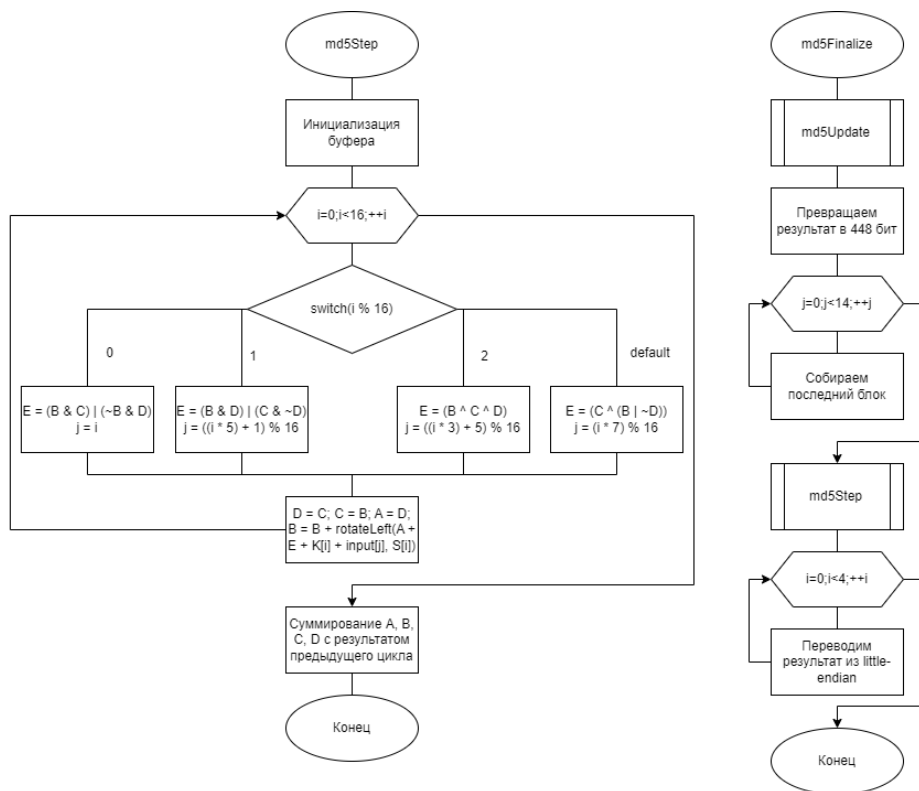 md5Step
Инициализация
буфера
i=0;i<16;++i
switch(i % 16)
0
1
2
default
E = (B & C) | (~B & D)
j = i
E = (B & D) | (C & ~D)
j = ((i * 5) + 1) % 16
E = (B ^ C ^ D)
j = ((i * 3) + 5) % 16
E = (C ^ (B | ~D))
j = (i * 7) % 16
D = C; C = B; A = D;
B = B + rotateLeft(A +
E + K[i] + input[j], S[i])
Суммирование A, B,
C, D с результатом
предыдущего цикла
Конец
md5Finalize
md5Update
Превращаем
результат в 448 бит
j=0;j<14;++j
Собираем
последний блок
md5Step
i=0;i<4;++i
Переводим
результат из little-
endian
Конец